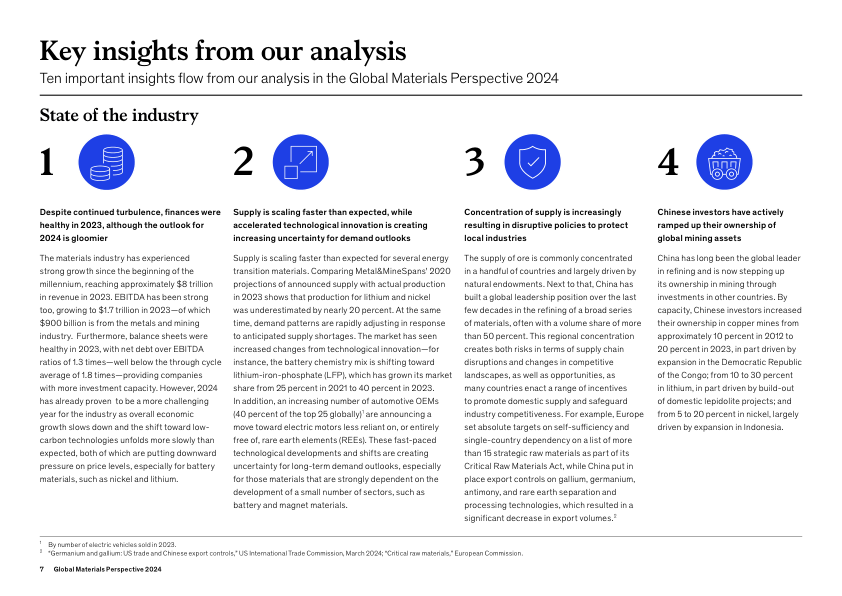 Key insights from our analysis
Ten important insights flow from our analysis in the Global Materials Perspective 2024
State of the industry
1
Despite continued turbulence, finances were
healthy in 2023, although the outlook for
2024 is gloomier
The materials industry has experienced
strong growth since the beginning of the
millennium, reaching approximately $8 trillion
in revenue in 2023. EBITDA has been strong
too, growing to $1.7 trillion in 2023—of which
$900 billion is from the metals and mining
industry.  Furthermore, balance sheets were
healthy in 2023, with net debt over EBITDA
ratios of 1.3 times—well below the through cycle
average of 1.8 times—providing companies
with more investment capacity. However, 2024
has already proven  to be a more challenging
year for the industry as overall economic
growth slows down and the shift toward low-
carbon technologies unfolds more slowly than
expected, both of which are putting downward
pressure on price levels, especially for battery
materials, such as nickel and lithium.
2
Supply is scaling faster than expected, while
accelerated technological innovation is creating
increasing uncertainty for demand outlooks
Supply is scaling faster than expected for several energy
transition materials. Comparing Metal&MineSpans' 2020
projections of announced supply with actual production
in 2023 shows that production for lithium and nickel
was underestimated by nearly 20 percent. At the same
time, demand patterns are rapidly adjusting in response
to anticipated supply shortages. The market has seen
increased changes from technological innovation—for
instance, the battery chemistry mix is shifting toward
lithium-iron-phosphate (LFP), which has grown its market
share from 25 percent in 2021 to 40 percent in 2023.
In addition, an increasing number of automotive OEMs
(40 percent of the top 25 globally)¹ are announcing a
move toward electric motors less reliant on, or entirely
free of, rare earth elements (REEs). These fast-paced
technological developments and shifts are creating
uncertainty for long-term demand outlooks, especially
for those materials that are strongly dependent on the
development of a small number of sectors, such as
battery and magnet materials.
3
Concentration of supply is increasingly
resulting in disruptive policies to protect
local industries
The supply of ore is commonly concentrated
in a handful of countries and largely driven by
natural endowments. Next to that, China has
built a global leadership position over the last
few decades in the refining of a broad series
of materials, often with a volume share of more
than 50 percent. This regional concentration
creates both risks in terms of supply chain
disruptions and changes in competitive
landscapes, as well as opportunities, as
many countries enact a range of incentives
to promote domestic supply and safeguard
industry competitiveness. For example, Europe
set absolute targets on self-sufficiency and
single-country dependency on a list of more
than 15 strategic raw materials as part of its
Critical Raw Materials Act, while China put in
place export controls on gallium, germanium,
antimony, and rare earth separation and
processing technologies, which resulted in a
significant decrease in export volumes.²
4
Chinese investors have actively
ramped up their ownership of
global mining assets
China has long been the global leader
in refining and is now stepping up
its ownership in mining through
investments in other countries. By
capacity, Chinese investors increased
their ownership in copper mines from
approximately 10 percent in 2012 to
20 percent in 2023, in part driven by
expansion in the Democratic Republic
of the Congo; from 10 to 30 percent
in lithium, in part driven by build-out
of domestic lepidolite projects; and
from 5 to 20 percent in nickel, largely
driven by expansion in Indonesia.
¹ By number of electric vehicles sold in 2023.
² "Germanium and gallium: US trade and Chinese export controls," US International Trade Commission, March 2024; "Critical raw materials," European Commission.
7 Global Materials Perspective 2024